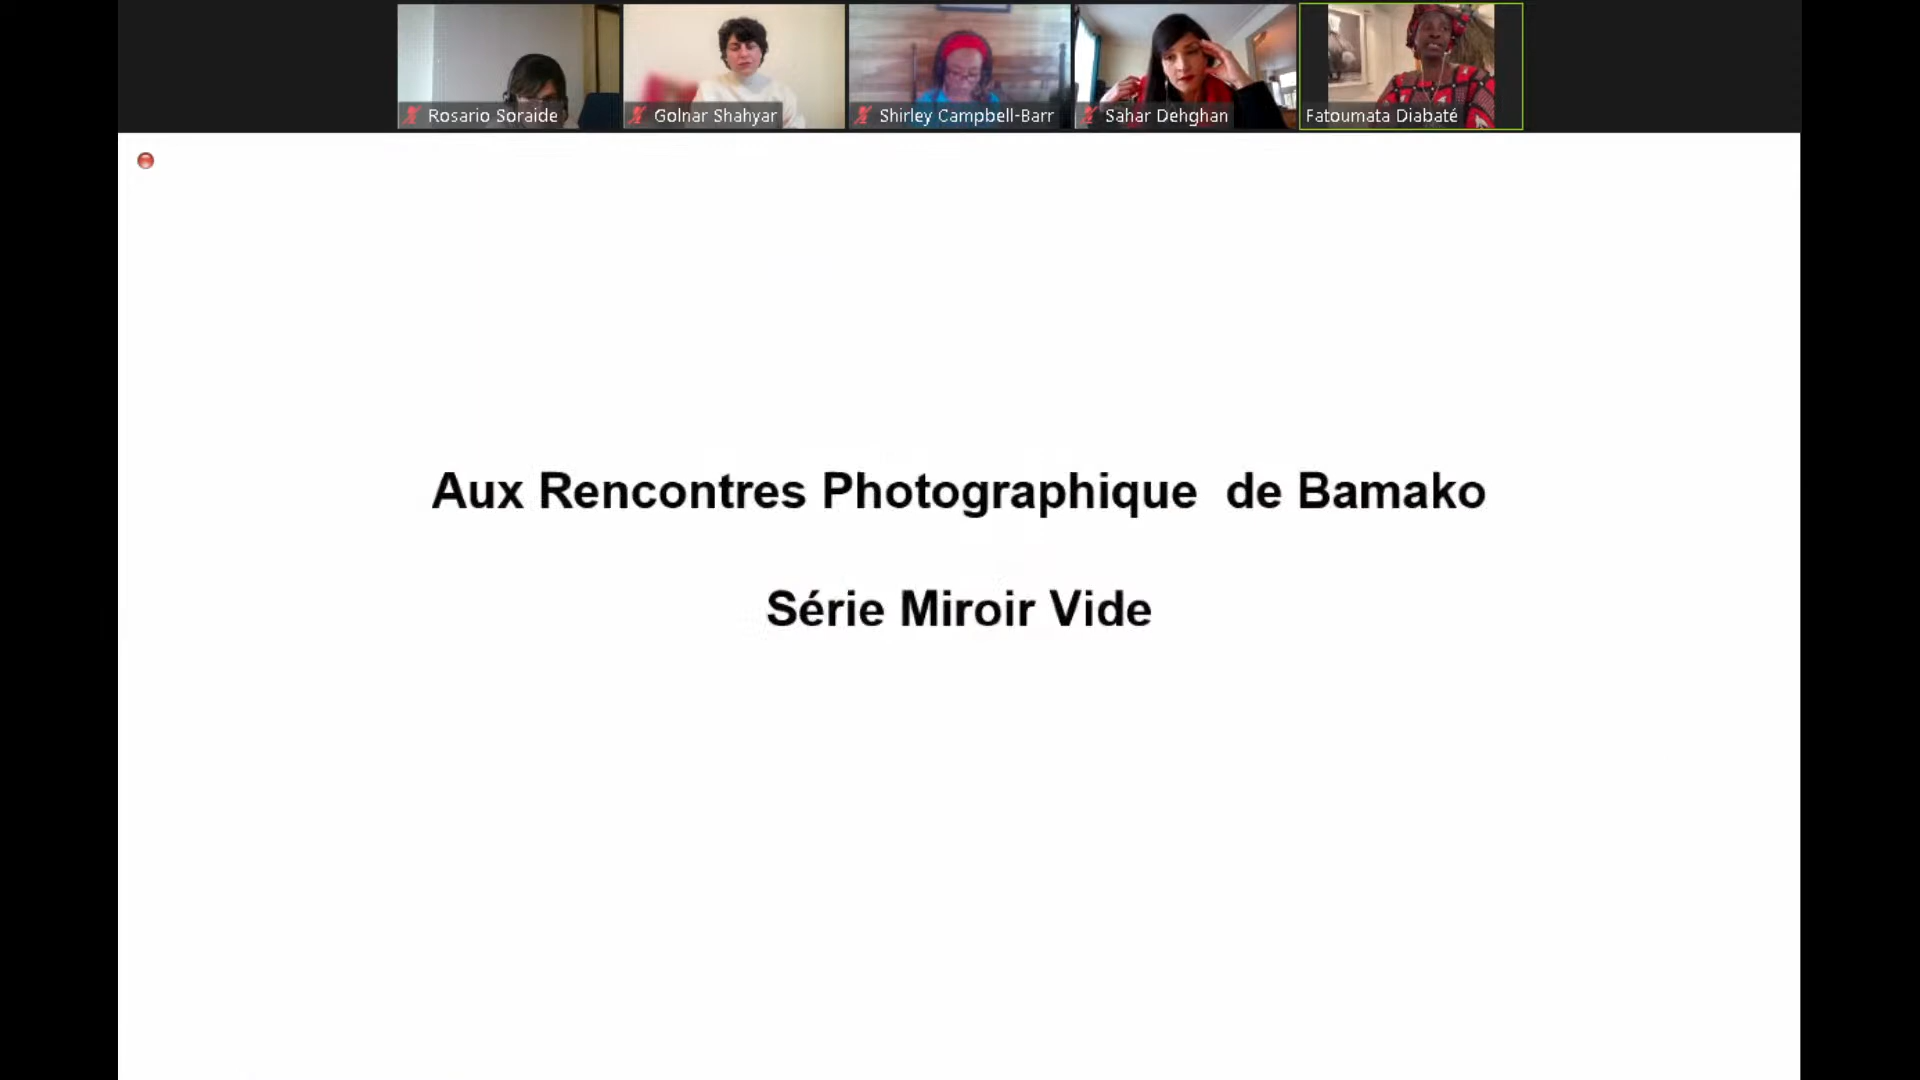 Rosario Soraide
Golnar Shahyar
Shirley Campbell-Barr
Sahar Dehghan
Fatoumata Diabaté
Aux Rencontres Photographique  de Bamako
Série Miroir Vide